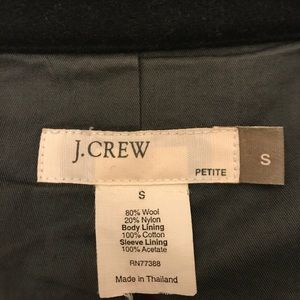 J.CREW
PETITE
S
S
80% Wool
20% Nylon
Body Lining
100% Cotton
Sleeve Lining
100% Acetate
RN77388
Made in Thailand